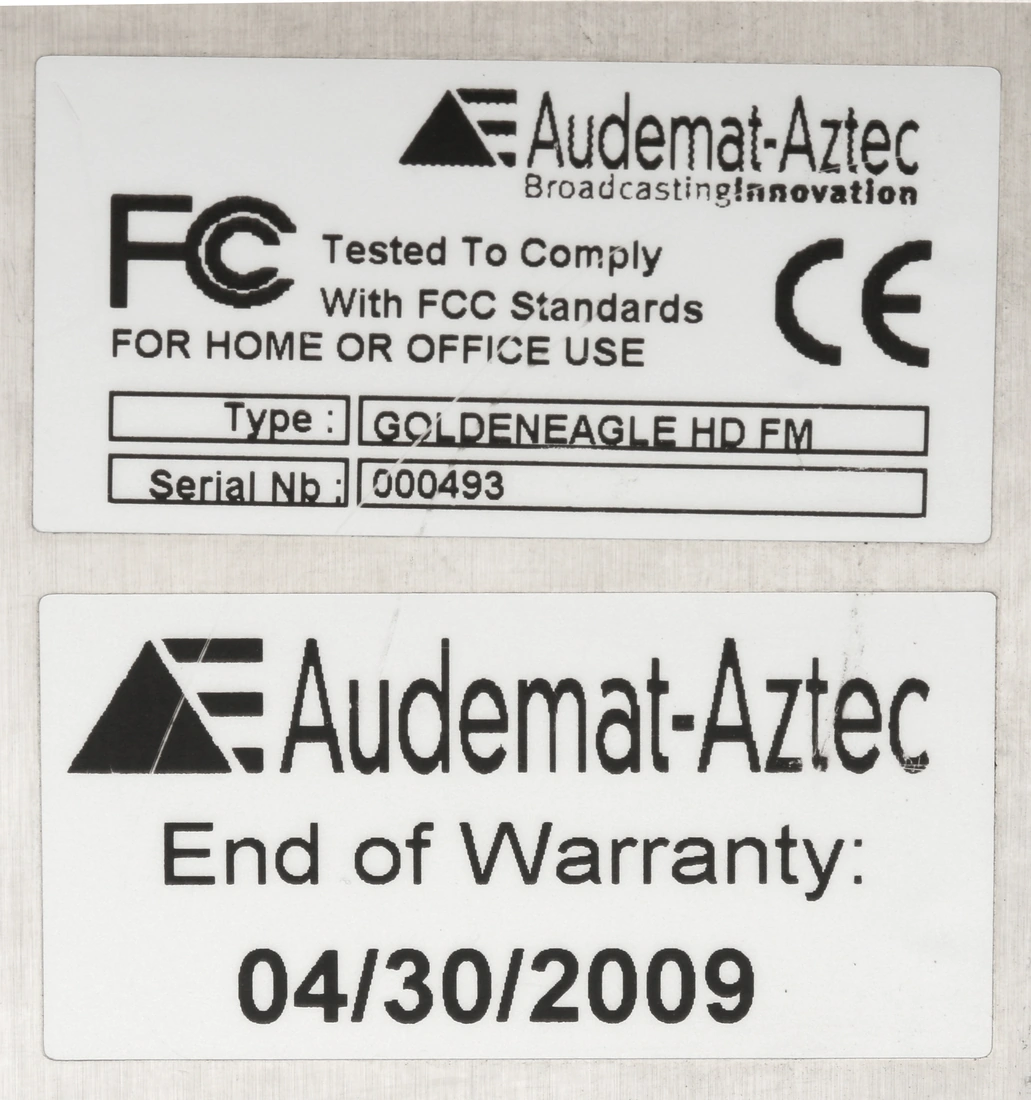 Audemat-Aztec
BroadcastingInnovation
FC Tested To Comply
With FCC Standards
CE
FOR HOME OR OFFICE USE
Type : GOLDENEAGLE HD FM
Serial Nb : 000493
Audemat-Aztec
End of Warranty:
04/30/2009